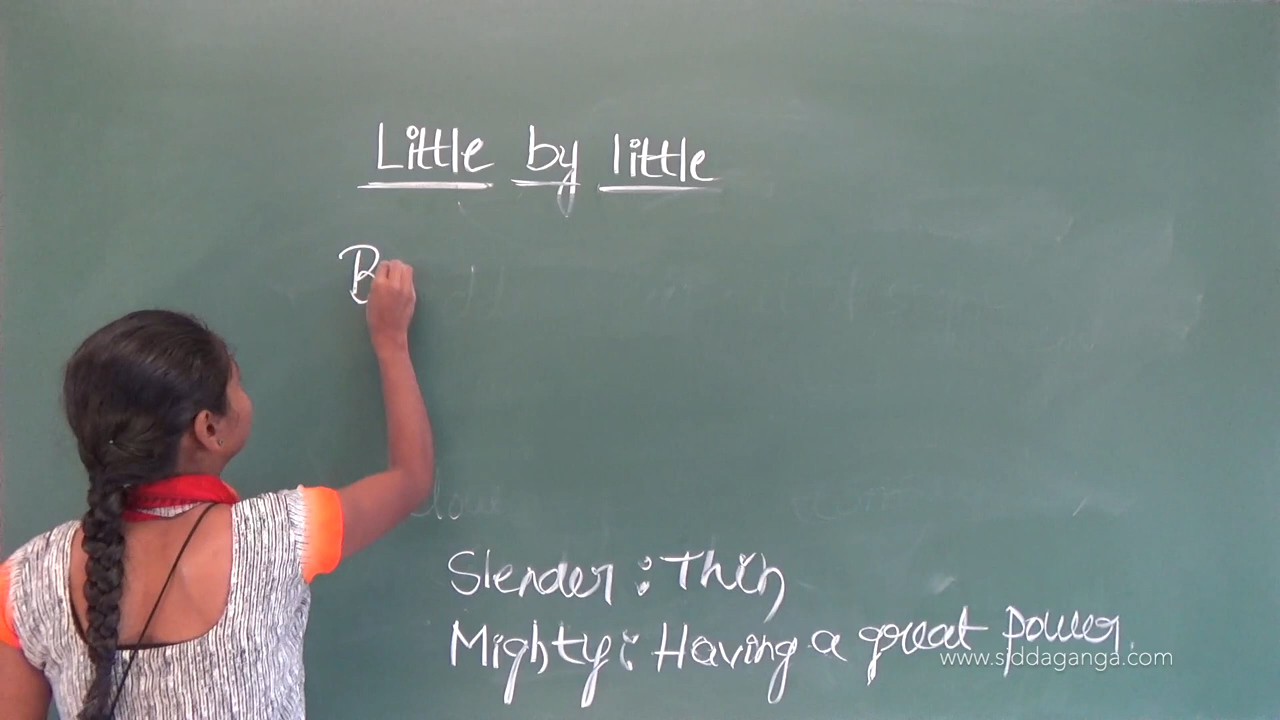 Little by little
B
Slender : Thin
Mighty : Having a great power.
www.siddaganga.com